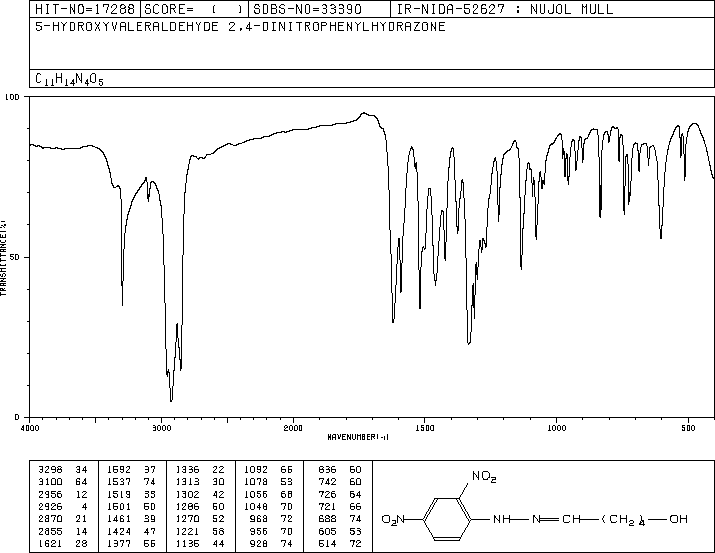 HIT-NO=17288 SCORE= ( ) SDBS-NO=33390 IR-NIDA-52627 : NUJOL MULL
5-HYDROXYVALERALDEHYDE 2,4-DINITROPHENYLHYDRAZONE
C11H14N4O5
100
50
0
TRANSMITTANCE(%)
4000 3000 2000 1500 1000 500
WAVENUMBER(-1)
3298 34 1592 37 1336 22 1092 66 836 60
3100 64 1537 74 1313 30 1078 53 742 60
2956 12 1519 33 1302 42 1056 68 726 64
2926 4 1501 50 1286 60 1048 70 721 66
2870 21 1461 39 1270 52 968 72 688 74
2855 14 1424 47 1221 58 956 70 605 53
1621 28 1377 55 1136 44 928 74 514 72
NO2
O2N NH N=CH (CH2)4 OH